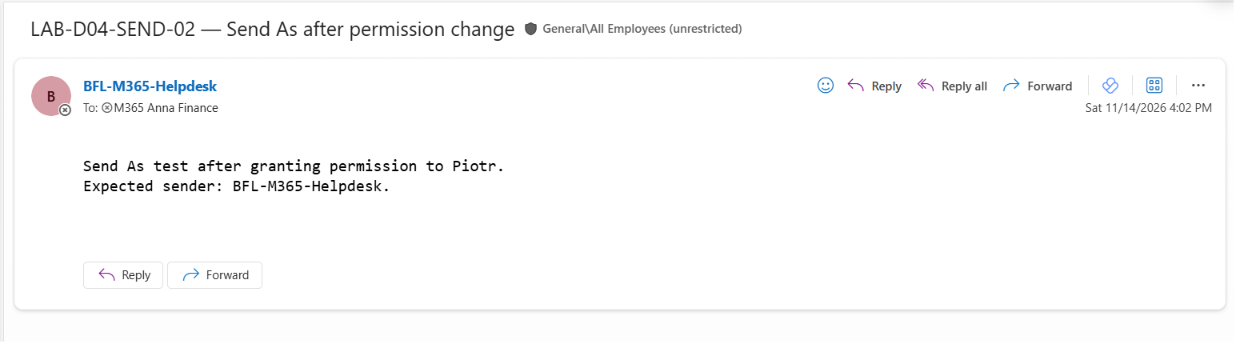 LAB-D04-SEND-02 — Send As after permission change General\All Employees (unrestricted)
B
BFL-M365-Helpdesk
Reply Reply all Forward
To: M365 Anna Finance
Sat 11/14/2026 4:02 PM
Send As test after granting permission to Piotr.
Expected sender: BFL-M365-Helpdesk.
Reply Forward